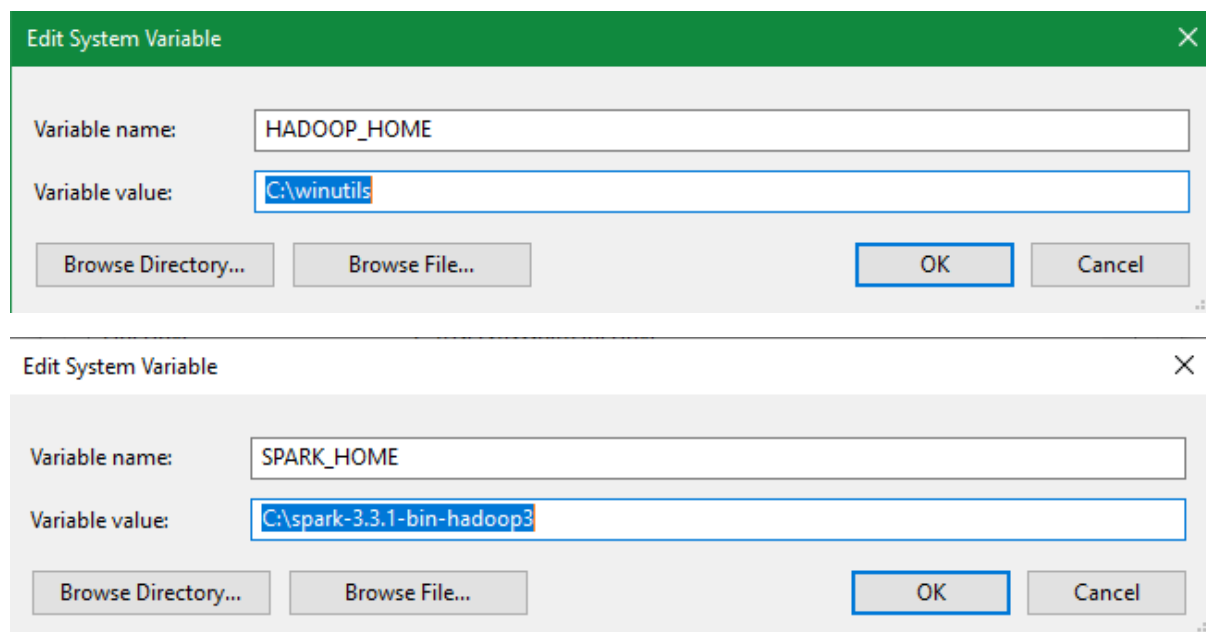 Edit System Variable
Variable name: HADOOP_HOME
Variable value: C:\winutils
Browse Directory... Browse File... OK Cancel
Edit System Variable
Variable name: SPARK_HOME
Variable value: C:\spark-3.3.1-bin-hadoop3
Browse Directory... Browse File... OK Cancel